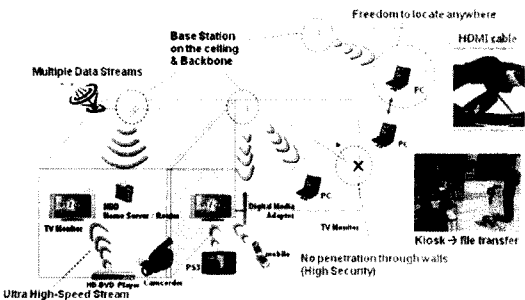 Freedom to locate anywhere
Base Station
on the ceiling
& Backbone
HDMI cable
Multiple Data Streams
PC
PC
HDD
Home Server / Router
TV Monitor
Digital Media
Adapter
PC
TV Monitor
Kiosk → file transfer
mobile
No penetration through walls
(High Security)
PS3
HD DVD Player
Camcorder
Ultra High-Speed Stream